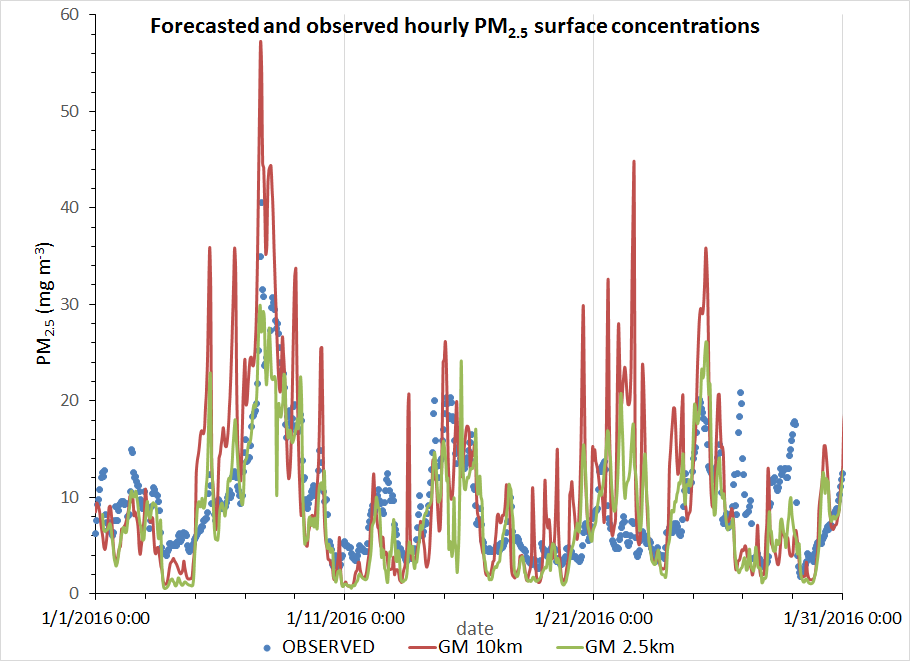 Forecasted and observed hourly PM2.5 surface concentrations
60
50
40
30
20
10
0
PM2.5 (mg m-3)
1/1/2016 0:00
1/11/2016 0:00
1/21/2016 0:00
1/31/2016 0:00
date
OBSERVED
GM 10km
GM 2.5km